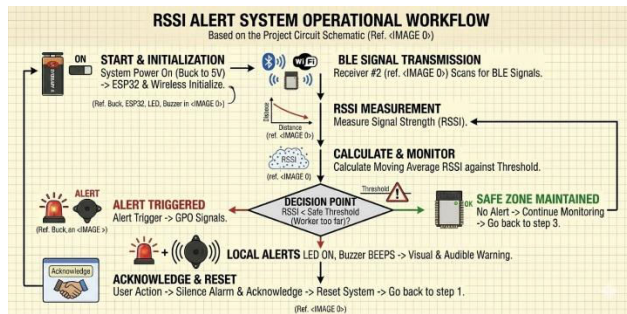 RSSI ALERT SYSTEM OPERATIONAL WORKFLOW
Based on the Project Circuit Schematic (Ref. <IMAGE 0>)
ON
START & INITIALIZATION
System Power On (Buck to 5V)
-> ESP32 & Wireless Initialize.
(Ref. Buck, ESP32, LED, Buzzer in <IMAGE 0>)
WiFi
BLE SIGNAL TRANSMISSION
Receiver #2 (ref. <IMAGE 0>) Scans for BLE Signals.
Distance
Distance
(ref. <IMAGE 0>)
RSSI MEASUREMENT
Measure Signal Strength (RSSI).
RSSI
(ref. <IMAGE 0)
CALCULATE & MONITOR
Calculate Moving Average RSSI against Threshold.
ALERT
ALERT TRIGGERED
Alert Trigger -> GPO Signals.
(Ref. Buck,en <IMAGE >)
DECISION POINT
RSSI < Safe Threshold
(Worker too far)?
Threshold
OK
SAFE ZONE MAINTAINED
No Alert -> Continue Monitoring
-> Go back to step 3.
LOCAL ALERTS LED ON, Buzzer BEEPS -> Visual & Audible Warning.
Acknowledge
ACKNOWLEDGE & RESET
User Action -> Silence Alarm & Acknowledge -> Reset System -> Go back to step 1.
(Ref. <IMAGE 0>)